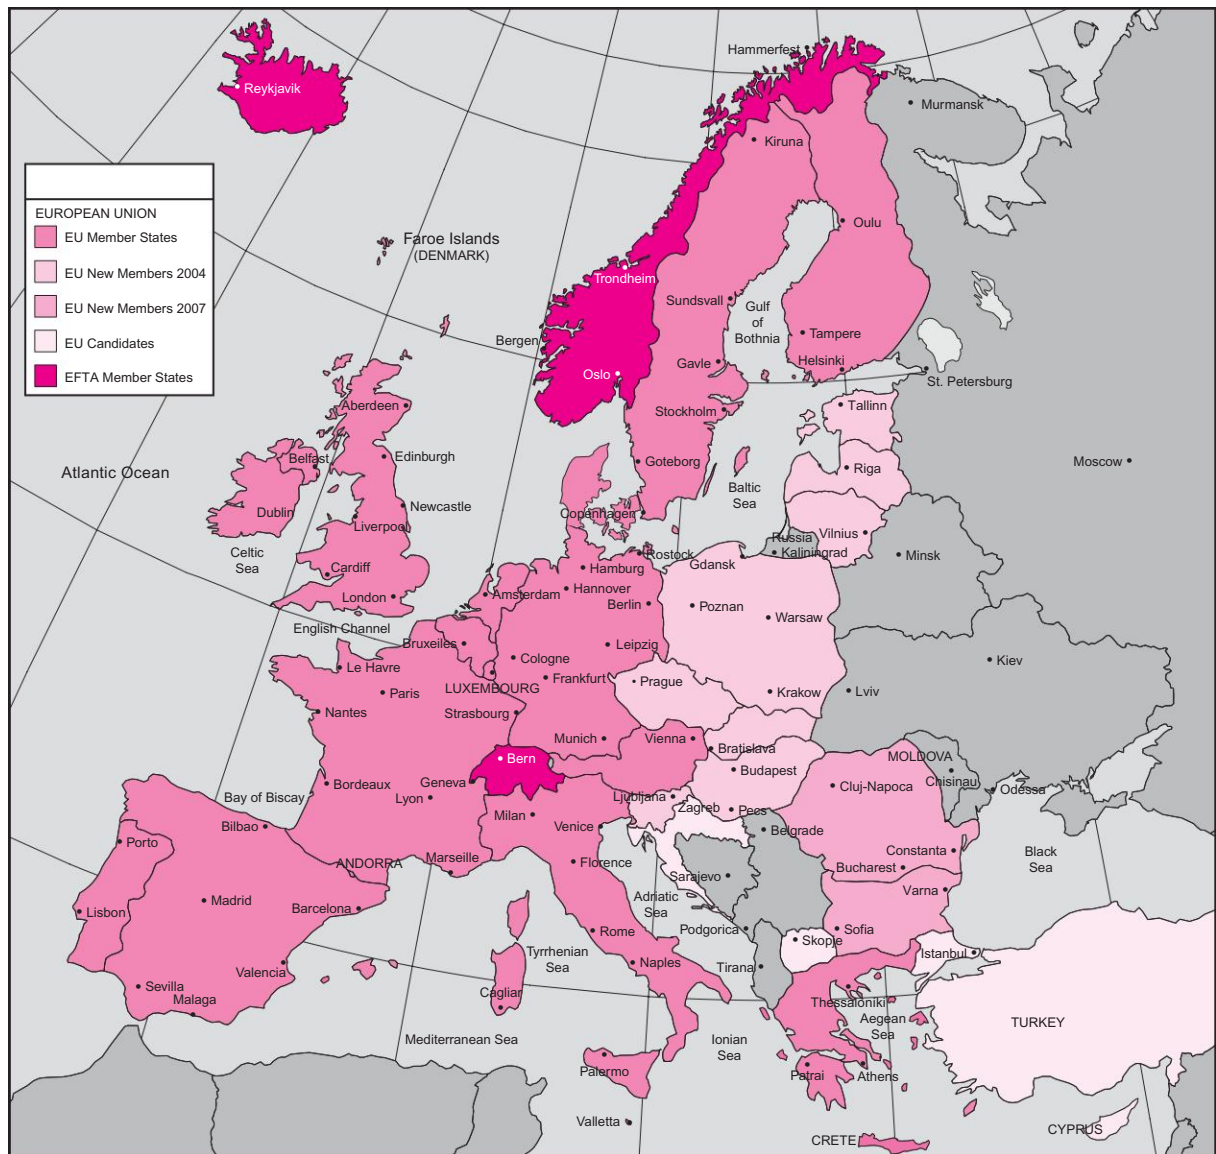 Hammerfest
Reykjavik
Murmansk
Kiruna
EUROPEAN UNION
EU Member States
EU New Members 2004
EU New Members 2007
EU Candidates
EFTA Member States
Faroe Islands
(DENMARK)
Oulu
Trondheim
Sundsvall
Gulf
of
Bothnia
Bergen
Tampere
Gavle
Helsinki
Oslo
St. Petersburg
Aberdeen
Stockholm
Tallinn
Atlantic Ocean
Belfast
Edinburgh
Goteborg
Riga
Moscow
Baltic
Sea
Newcastle
Dublin
Copenhagen
Liverpool
Vilnius
Russia
Kaliningrad
Celtic
Sea
Rostock
Minsk
Cardiff
Hamburg
Gdansk
London
Amsterdam
Hannover
Berlin
Poznan
Warsaw
English Channel
Bruxeiles
Leipzig
Cologne
Kiev
Le Havre
LUXEMBOURG
Frankfurt
Prague
Krakow
Lviv
Paris
Nantes
Strasbourg
Munich
Vienna
Bratislava
Bern
Budapest
MOLDOVA
Chisinau
Bordeaux
Geneva
Cluj-Napoca
Odessa
Bay of Biscay
Lyon
Ljubljana
Zagreb
Pecs
Bilbao
Milan
Venice
Belgrade
Porto
ANDORRA
Marseille
Florence
Constanta
Black
Sea
Bucharest
Sarajevo
Varna
Madrid
Lisbon
Barcelona
Adriatic
Sea
Rome
Podgorica
Sofia
Skopje
Tyrrhenian
Sea
Istanbul
Valencia
Naples
Tirana
Sevilla
Cagliar
Malaga
Thessaloniki
Aegean
Sea
TURKEY
Mediterranean Sea
Ionian
Sea
Palermo
Patrai
Athens
Valletta
CRETE
CYPRUS